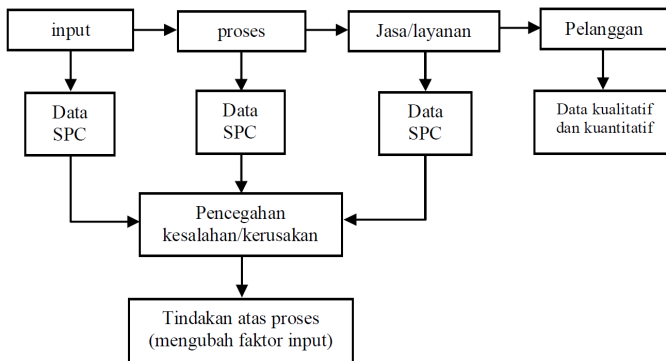 input
proses
Jasa/layanan
Pelanggan
Data
SPC
Data
SPC
Data
SPC
Data kualitatif
dan kuantitatif
Pencegahan
kesalahan/kerusakan
Tindakan atas proses
(mengubah faktor input)